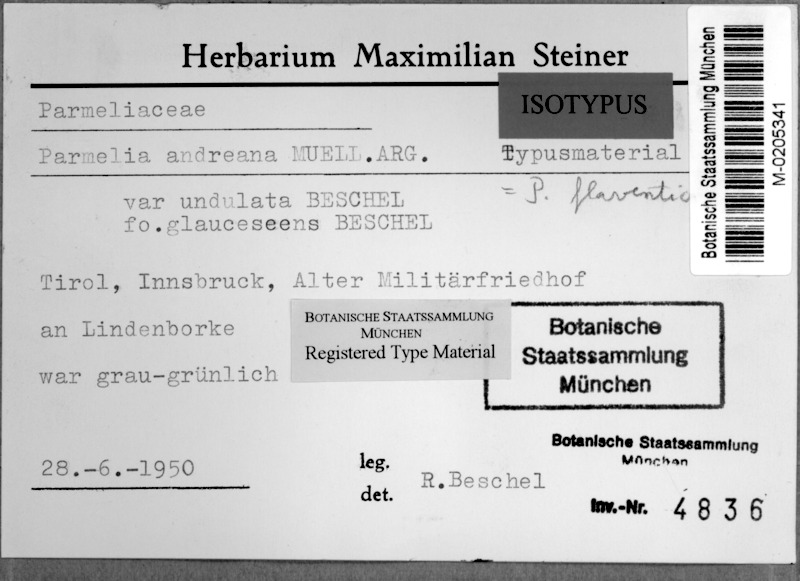 Herbarium Maximilian Steiner
Parmeliaceae
ISOTYPUS
Parmelia andreana MUELL.ARG. Typusmaterial
var undulata BESCHEL
= P.
fo.glauceseens BESCHEL
Tirol, Innsbruck, Alter Militärfriedhof
an Lindenborke
war grau-grünlich
BOTANISCHE STAATSSAMMLUNG
MÜNCHEN
Registered Type Material
Botanische
Staatssammlung
München
28.-6.-1950
leg.
det.
R.Beschel
Botanische Staatssammlung
München
Inv.-Nr. 4836
Botanische Staatssammlung München
M-0205341